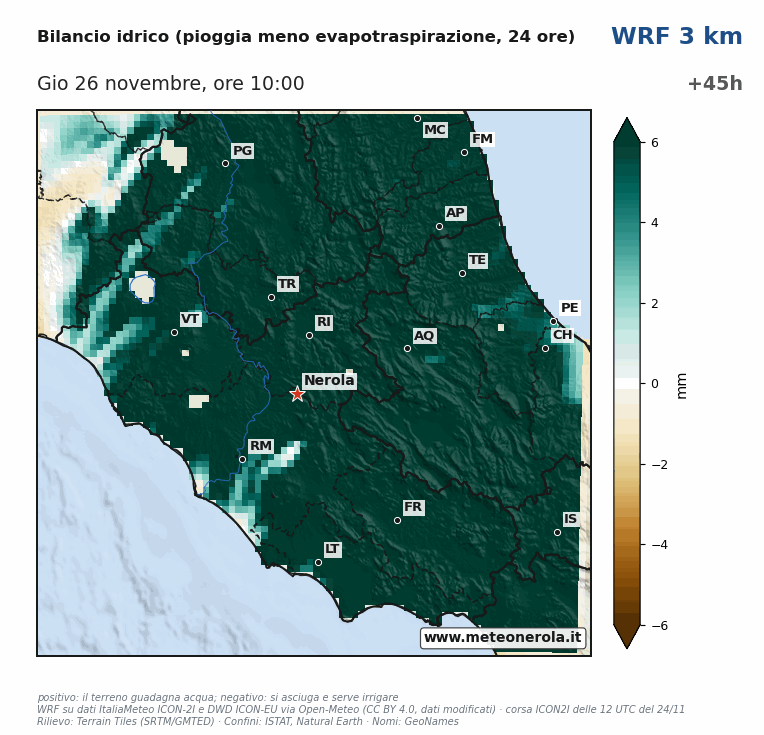 Bilancio idrico (pioggia meno evapotraspirazione, 24 ore)
WRF 3 km
Gio 26 novembre, ore 10:00
+45h
MC
FM
PG
AP
TE
TR
PE
VT
RI
AQ
CH
Nerola
RM
FR
IS
LT
www.meteonerola.it
6
4
2
0
−2
−4
−6
mm
positivo: il terreno guadagna acqua; negativo: si asciuga e serve irrigare
WRF su dati ItaliaMeteo ICON-2I e DWD ICON-EU via Open-Meteo (CC BY 4.0, dati modificati) · corsa ICON2I delle 12 UTC del 24/11
Rilievo: Terrain Tiles (SRTM/GMTED) · Confini: ISTAT, Natural Earth · Nomi: GeoNames